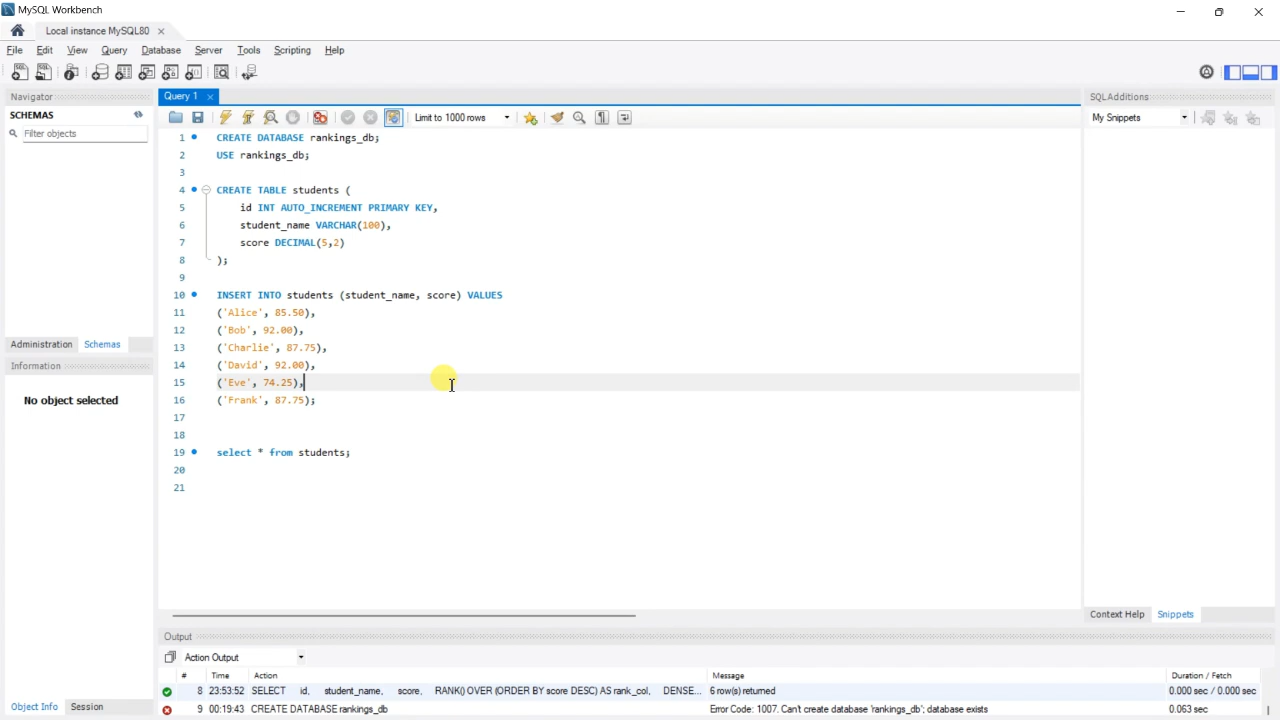 MySQL Workbench
Local instance MySQL80
File Edit View Query Database Server Tools Scripting Help
Navigator
SCHEMAS
Filter objects
Administration Schemas
Information
No object selected
Object Info Session
Query 1
Limit to 1000 rows
1 CREATE DATABASE rankings_db;
2 USE rankings_db;
3
4 CREATE TABLE students (
5 id INT AUTO_INCREMENT PRIMARY KEY,
6 student_name VARCHAR(100),
7 score DECIMAL(5,2)
8 );
9
10 INSERT INTO students (student_name, score) VALUES
11 ('Alice', 85.50),
12 ('Bob', 92.00),
13 ('Charlie', 87.75),
14 ('David', 92.00),
15 ('Eve', 74.25),
16 ('Frank', 87.75);
17
18
19 select * from students;
20
21
SQLAdditions
My Snippets
Context Help Snippets
Output
Action Output
# Time Action Message Duration / Fetch
8 23:53:52 SELECT id, student_name, score, RANK() OVER (ORDER BY score DESC) AS rank_col, DENSE... 6 row(s) returned 0.000 sec / 0.000 sec
9 00:19:43 CREATE DATABASE rankings_db Error Code: 1007. Can't create database 'rankings_db'; database exists 0.063 sec